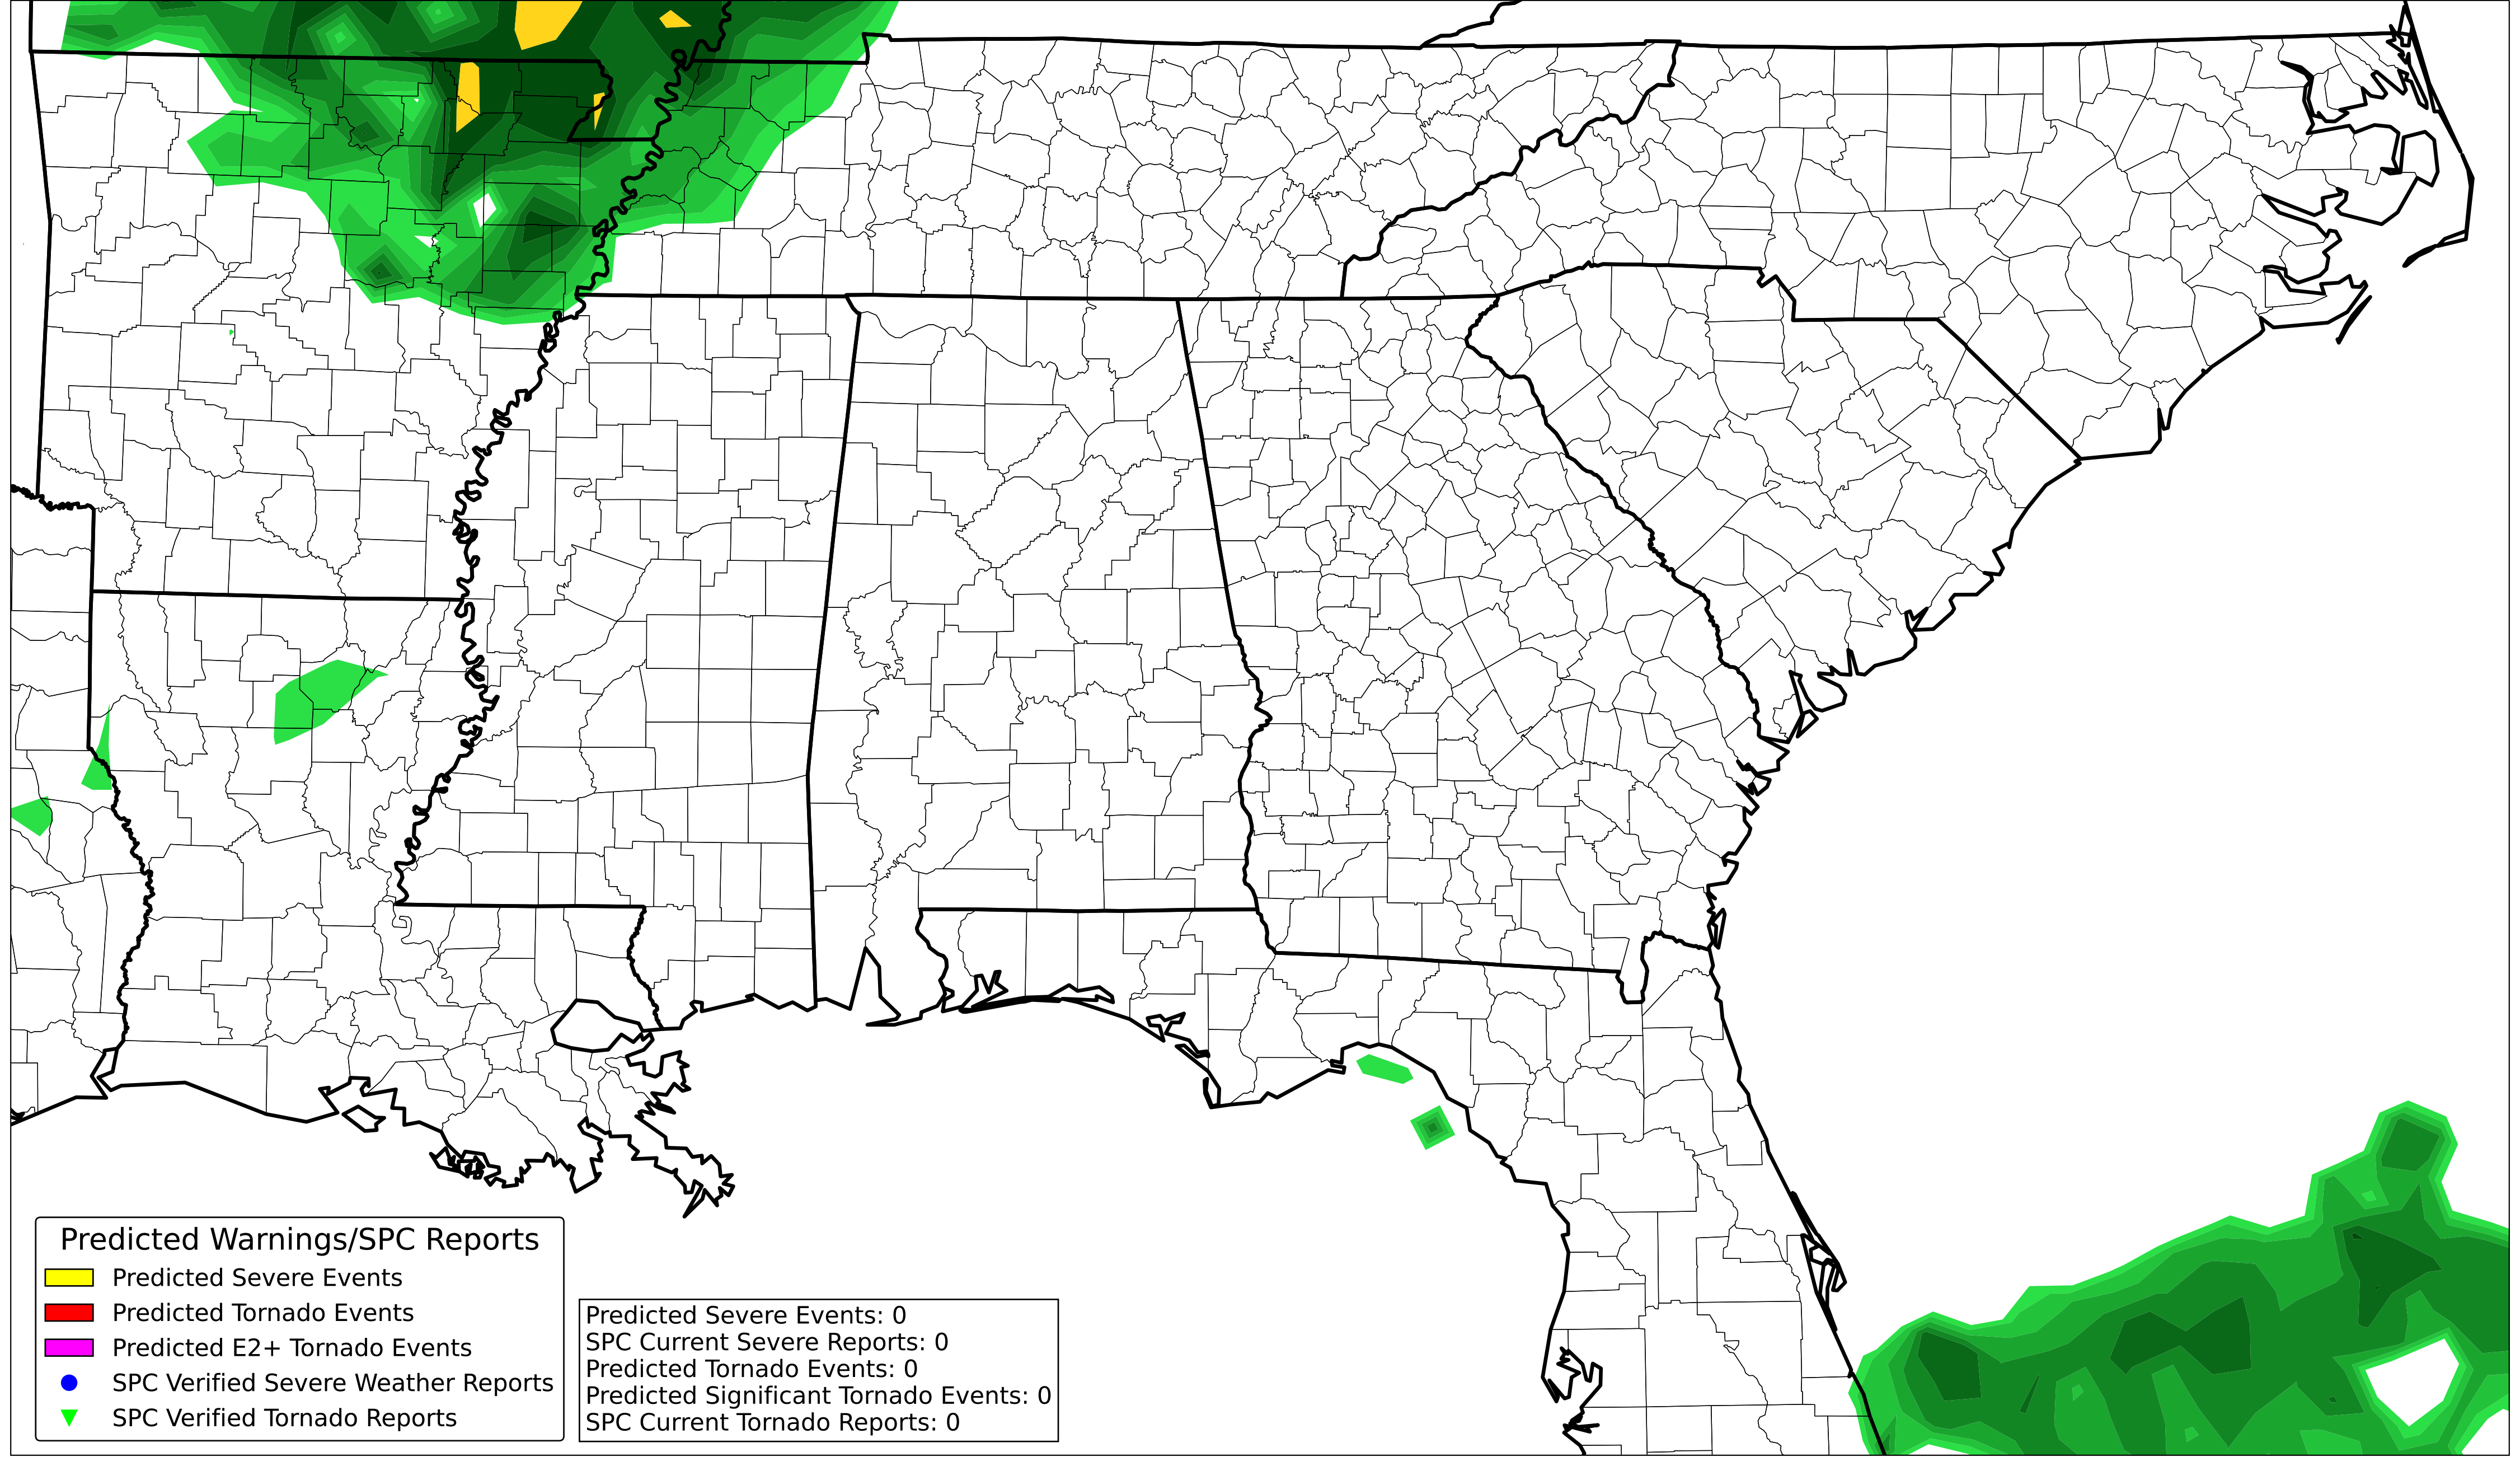 Predicted Warnings/SPC Reports
Predicted Severe Events
Predicted Tornado Events
Predicted E2+ Tornado Events
SPC Verified Severe Weather Reports
SPC Verified Tornado Reports
Predicted Severe Events: 0
SPC Current Severe Reports: 0
Predicted Tornado Events: 0
Predicted Significant Tornado Events: 0
SPC Current Tornado Reports: 0